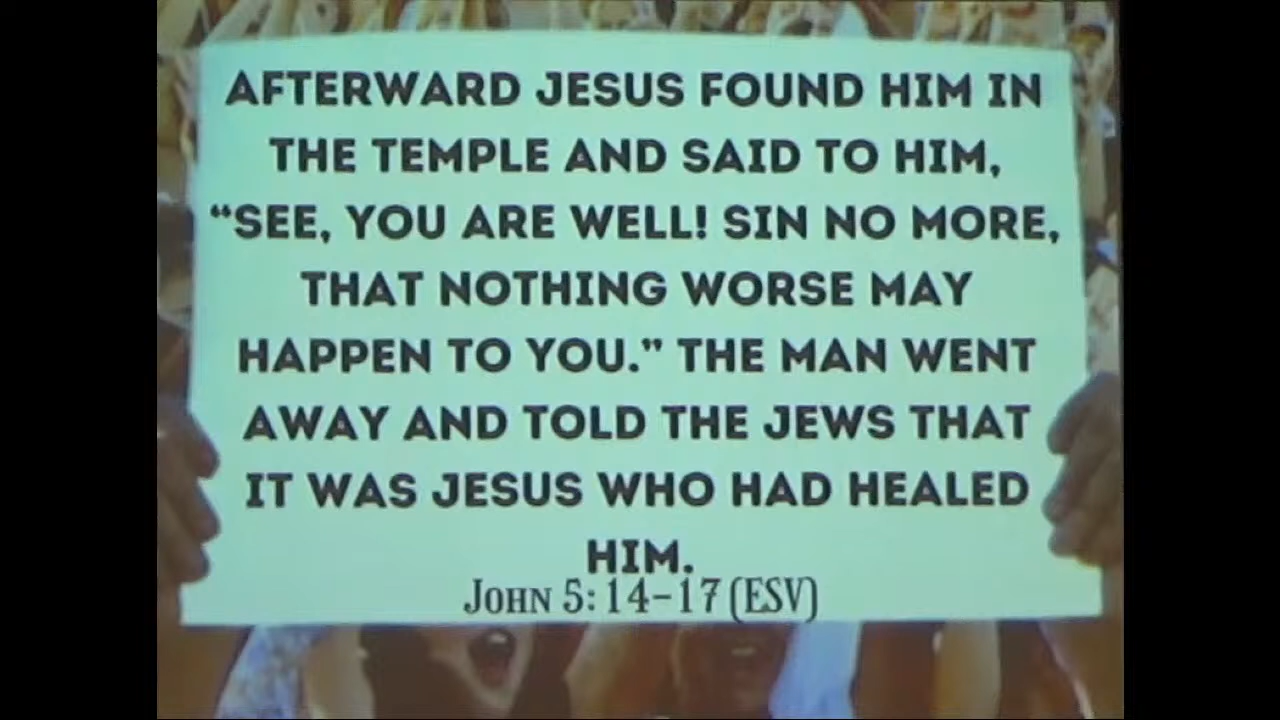 AFTERWARD JESUS FOUND HIM IN
THE TEMPLE AND SAID TO HIM,
“SEE, YOU ARE WELL! SIN NO MORE,
THAT NOTHING WORSE MAY
HAPPEN TO YOU.” THE MAN WENT
AWAY AND TOLD THE JEWS THAT
IT WAS JESUS WHO HAD HEALED
HIM.
JOHN 5:14–17 (ESV)